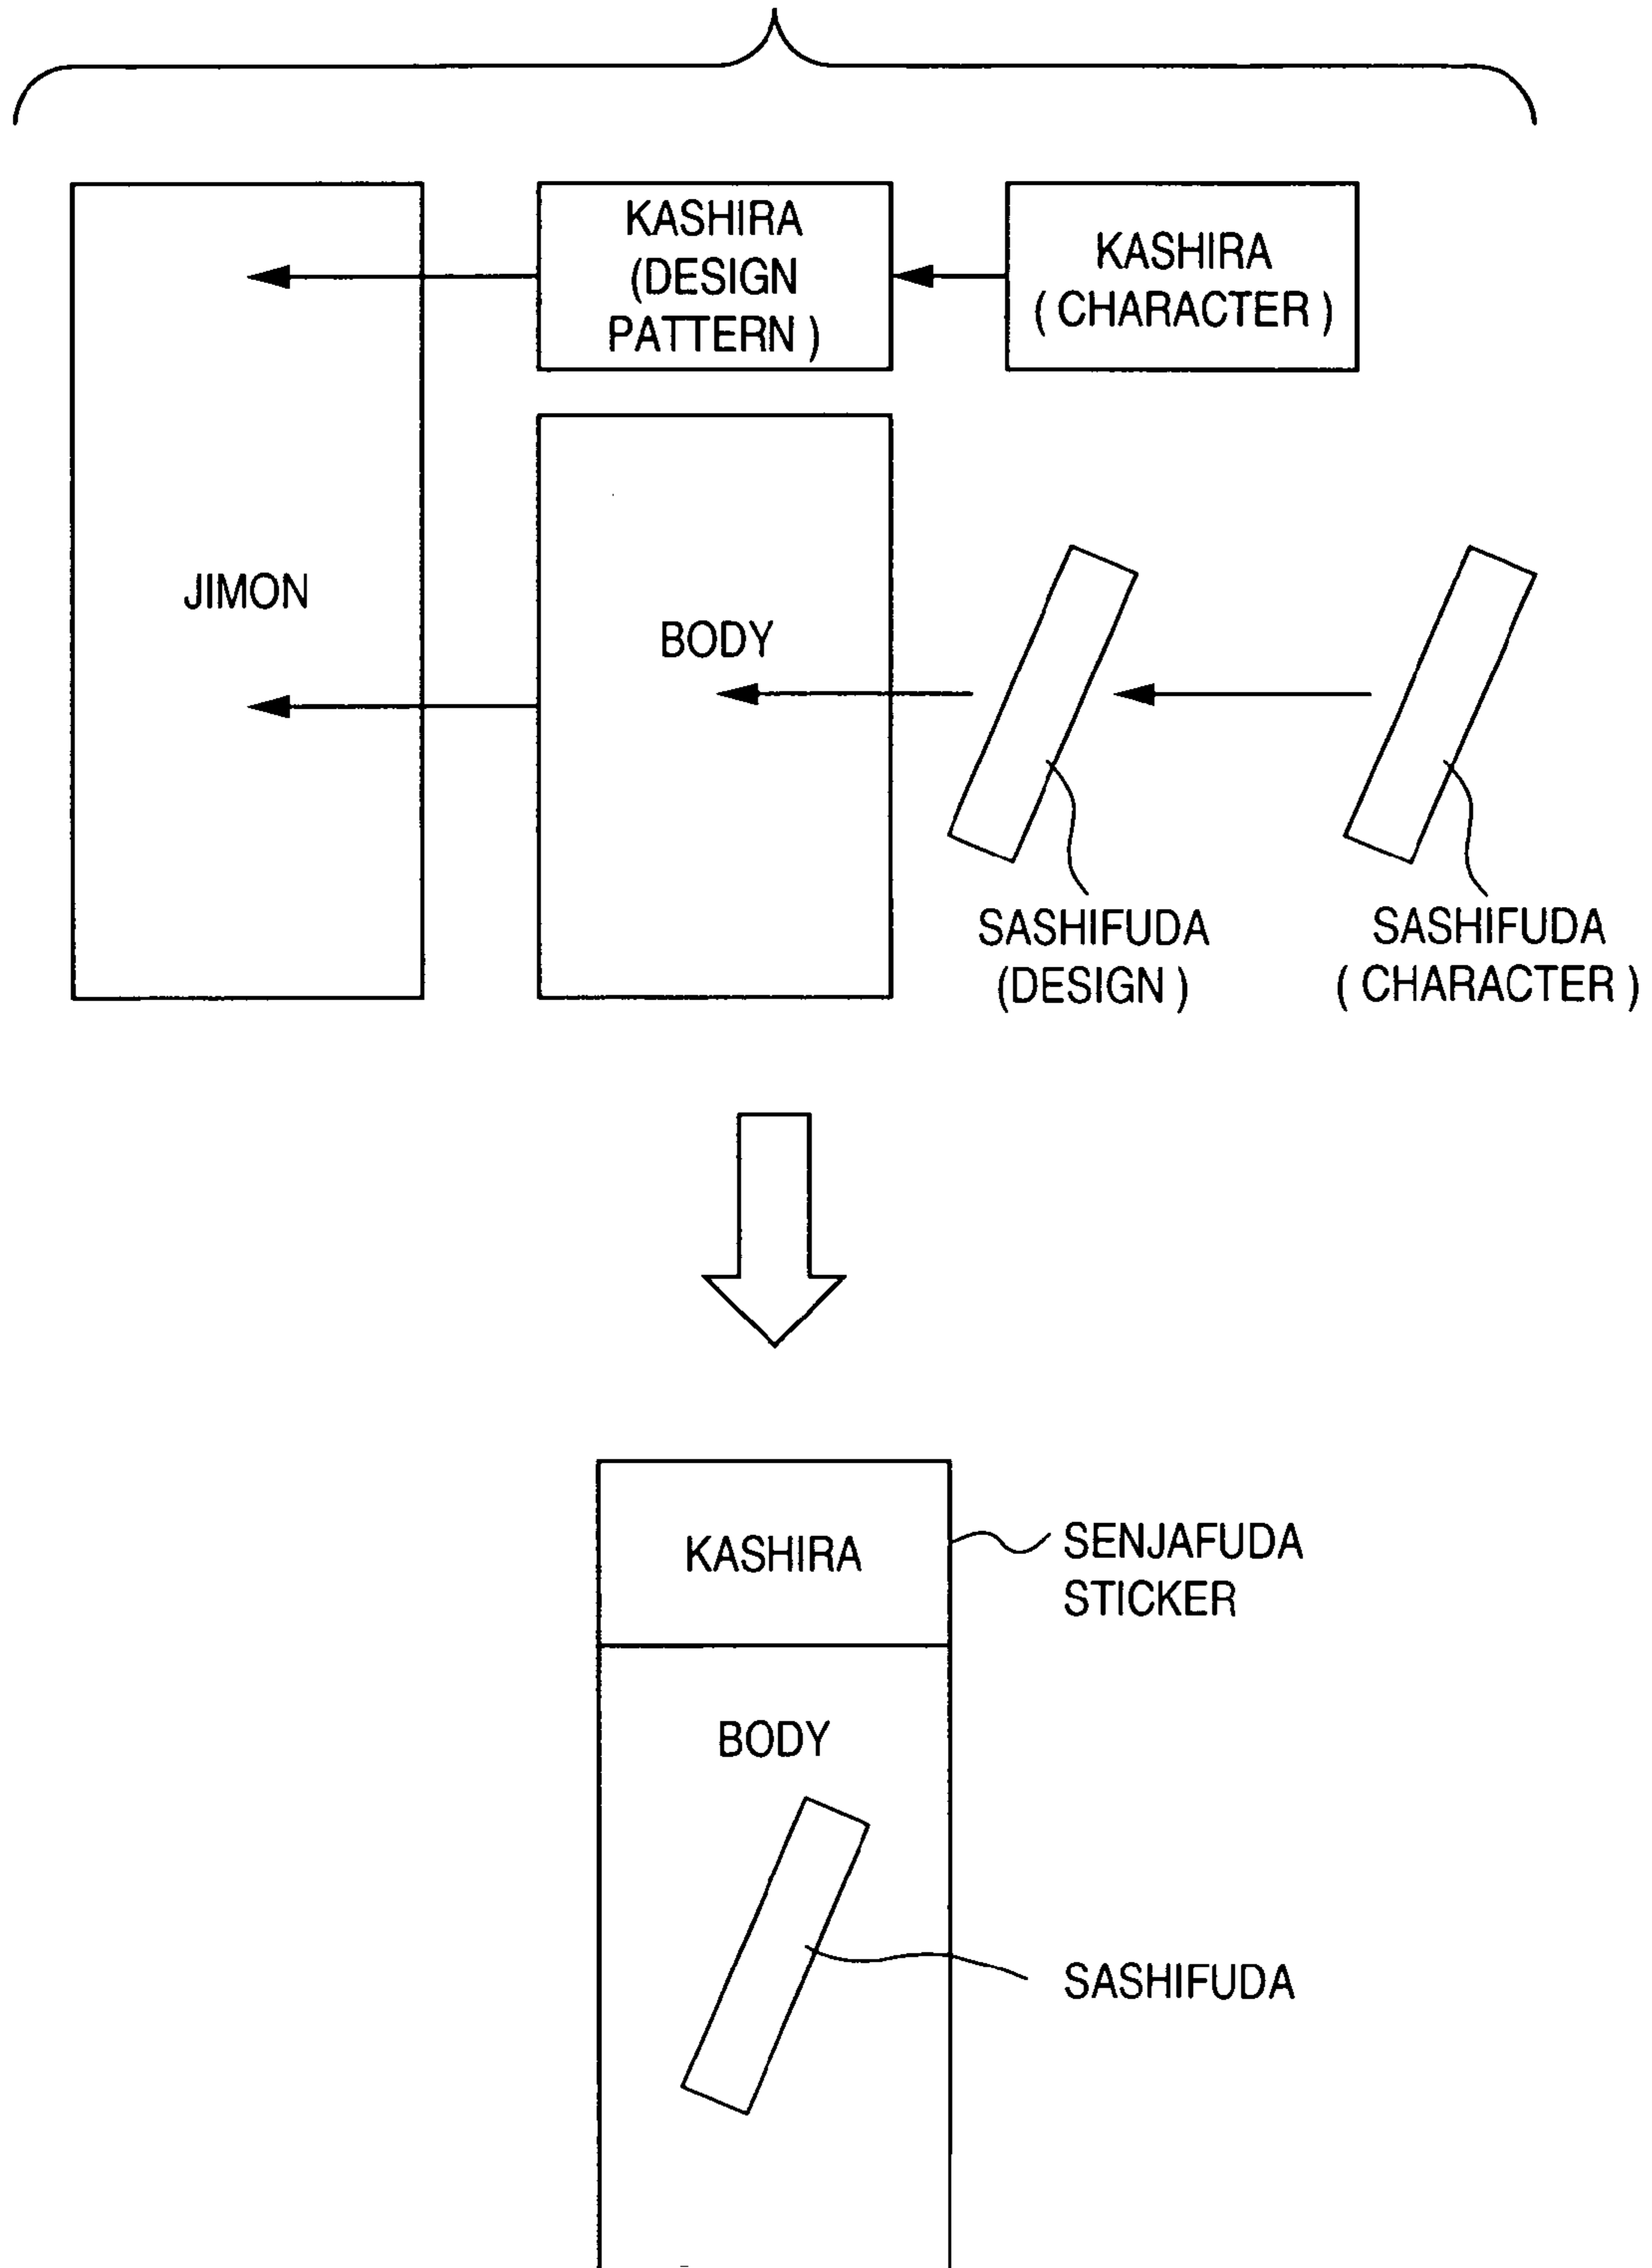 KASHIRA
(DESIGN
PATTERN )
KASHIRA
( CHARACTER )
JIMON
BODY
SASHIFUDA
(DESIGN )
SASHIFUDA
( CHARACTER )
KASHIRA
SENJAFUDA
STICKER
BODY
SASHIFUDA